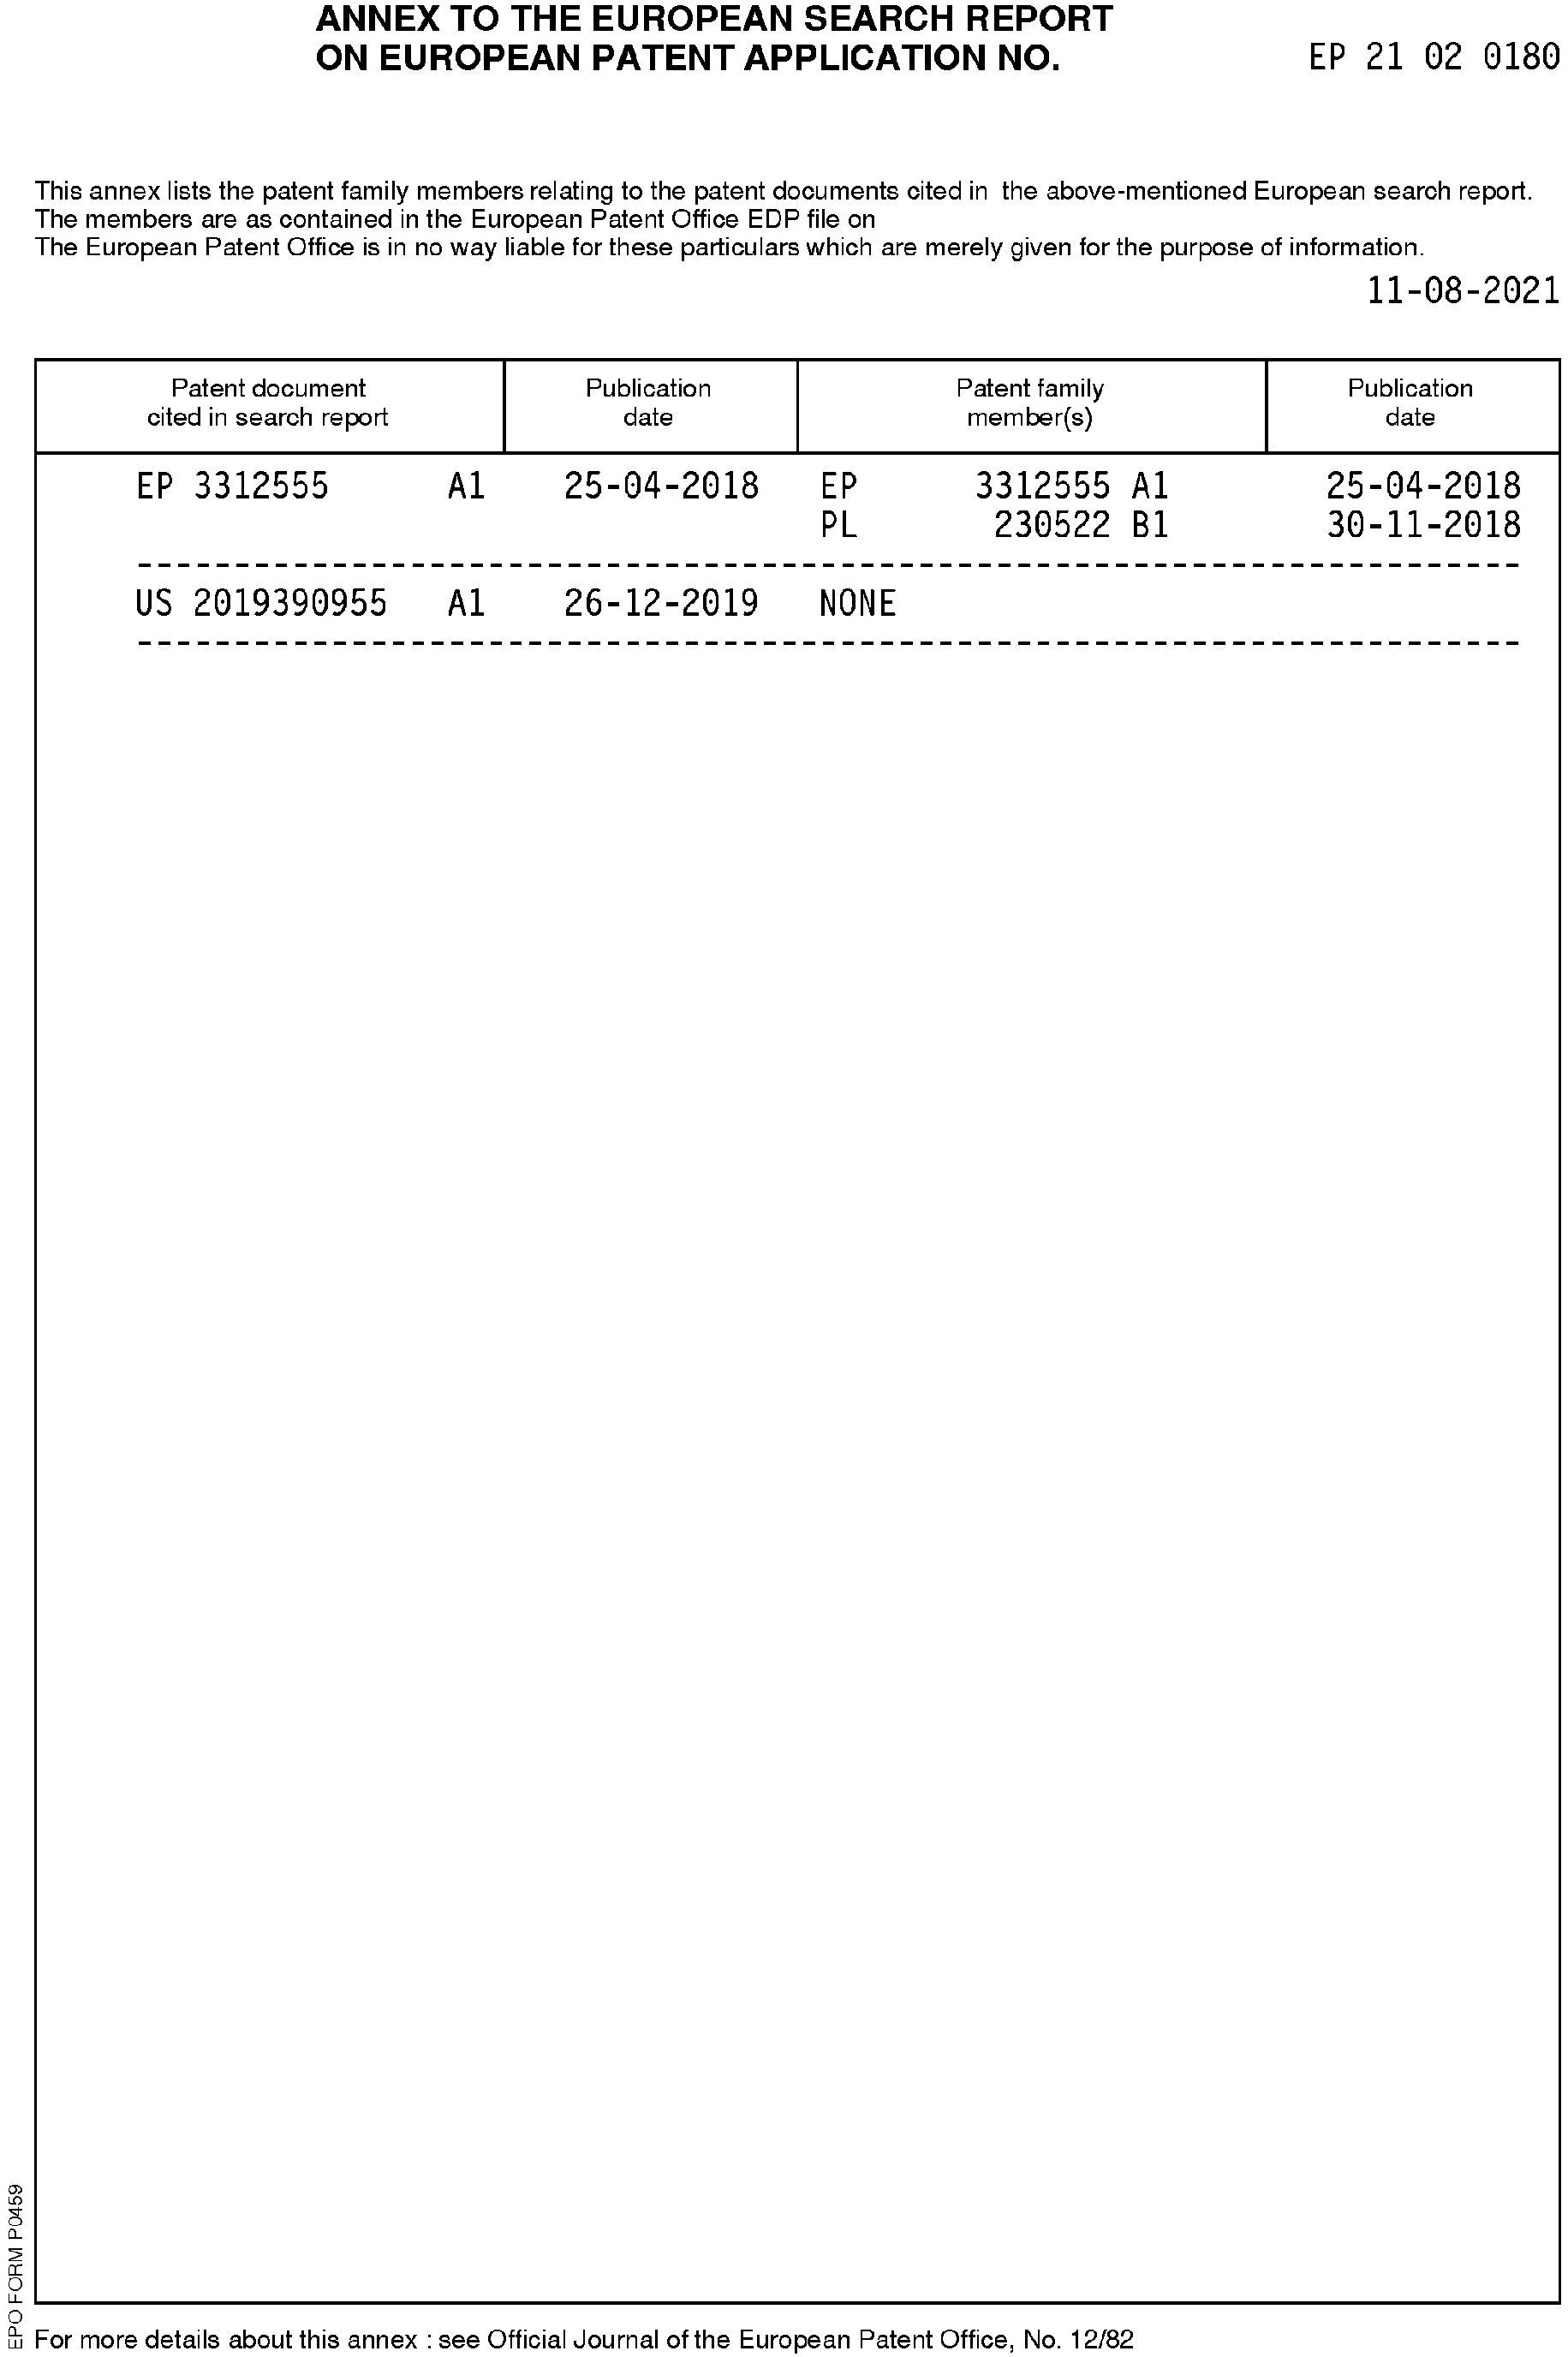 ANNEX TO THE EUROPEAN SEARCH REPORT
ON EUROPEAN PATENT APPLICATION NO. EP 21 02 0180
This annex lists the patent family members relating to the patent documents cited in the above-mentioned European search report.
The members are as contained in the European Patent Office EDP file on
The European Patent Office is in no way liable for these particulars which are merely given for the purpose of information.
11-08-2021
Patent document cited in search report Publication date Patent family member(s) Publication date
EP 3312555 A1 25-04-2018 EP 3312555 A1 25-04-2018
PL 230522 B1 30-11-2018
US 2019390955 A1 26-12-2019 NONE
EPO FORM P0459
For more details about this annex : see Official Journal of the European Patent Office, No. 12/82